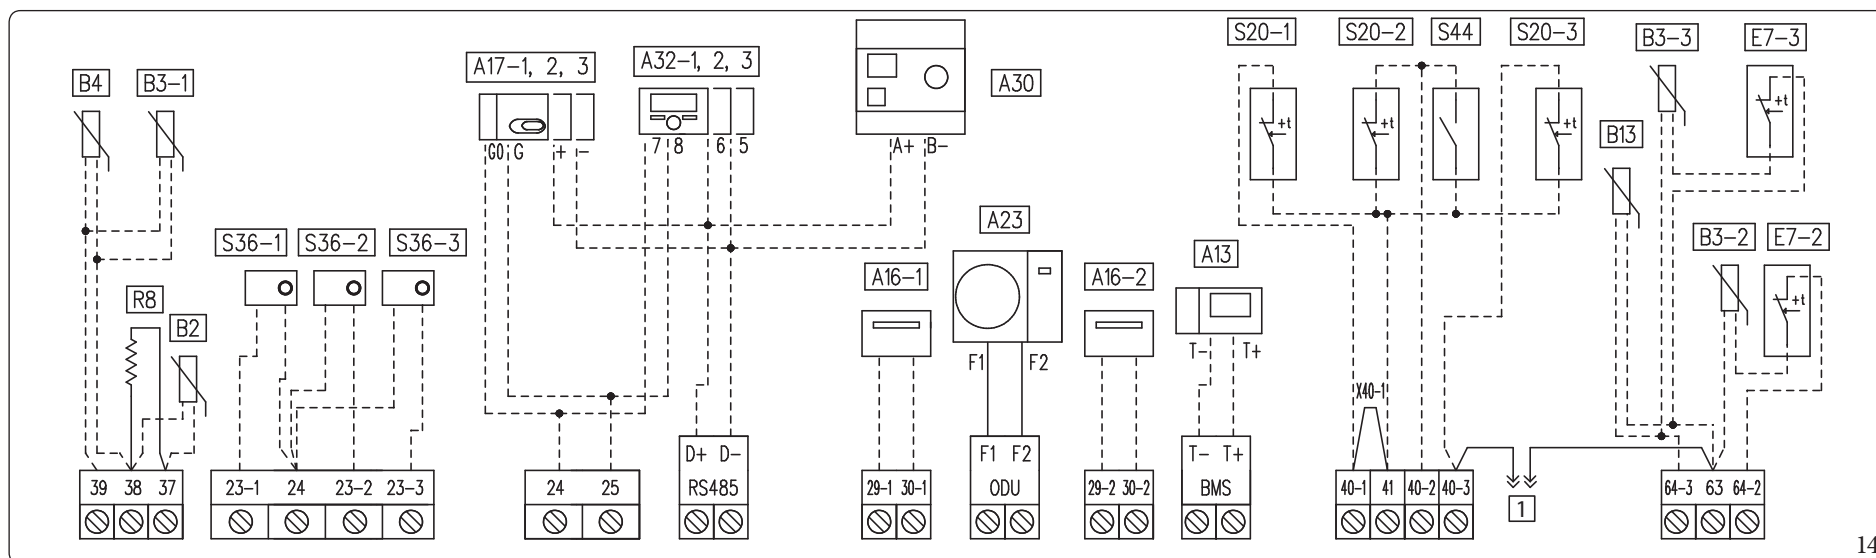 S20-1 S20-2 S44 S20-3 B3-3 E7-3
A17-1, 2, 3 A32-1, 2, 3
B4 B3-1 A30
+t +t +t +t
B13
G0 G + - 7 8 6 5 A+ B-
A23
S36-1 S36-2 S36-3 B3-2 E7-2
A16-1 A16-2 A13
R8
+t
B2
F1 F2 T- T+
X40-1
D+ D- F1 F2 T- T+
39 38 37 23-1 24 23-2 23-3 24 25 RS485 29-1 30-1 ODU 29-2 30-2 BMS 40-1 41 40-2 40-3 64-3 63 64-2
1